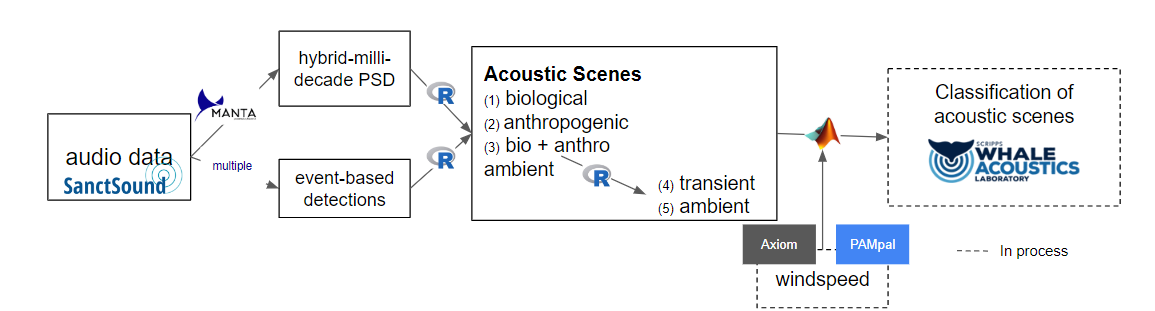 audio data
SanctSound
MANTA
multiple
hybrid-milli-
decade PSD
event-based
detections
R
R
Acoustic Scenes
(1) biological
(2) anthropogenic
(3) bio + anthro
ambient
R
(4) transient
(5) ambient
Axiom
PAMpal
windspeed
Classification of
acoustic scenes
SCRIPPS
WHALE
ACOUSTICS
LABORATORY
In process